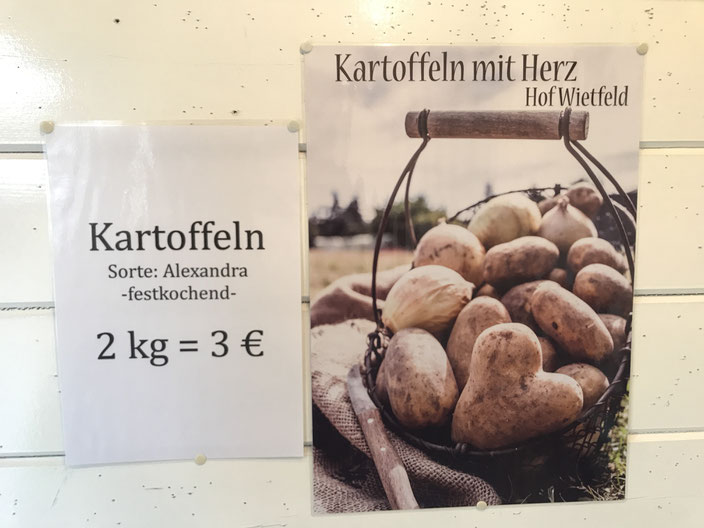 Kartoffeln
Sorte: Alexandra
-festkochend-
2 kg = 3 €
Kartoffeln mit Herz
Hof Wietfeld